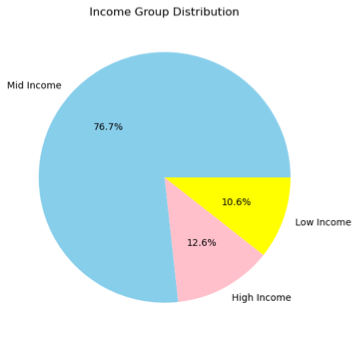 Income Group Distribution
Mid Income
76.7%
10.6%
Low Income
12.6%
High Income